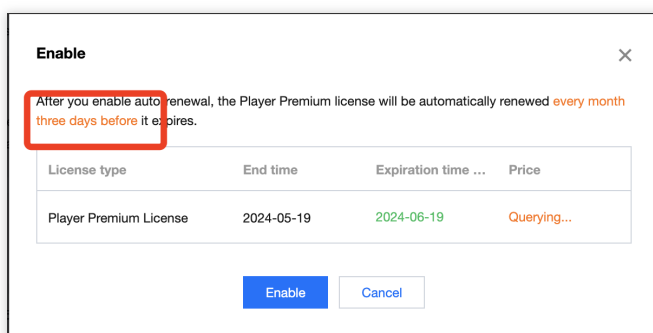 Enable
After you enable auto-renewal, the Player Premium license will be automatically renewed every month
three days before it expires.
License type End time Expiration time ... Price
Player Premium License 2024-05-19 2024-06-19 Querying...
Enable Cancel